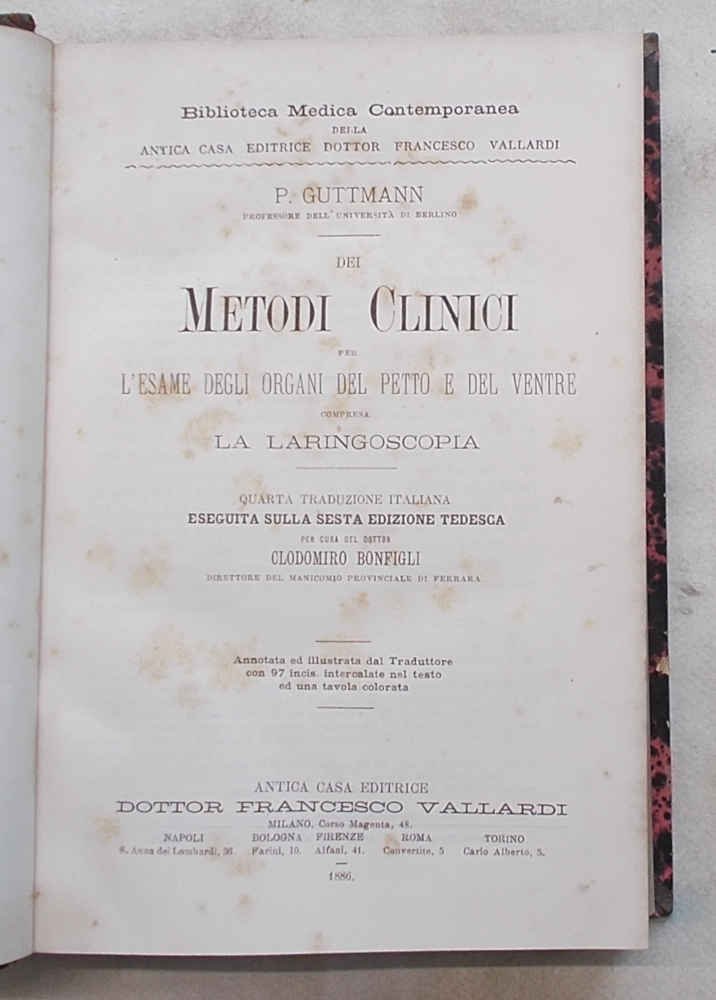 Biblioteca Medica Contemporanea
DELLA
ANTICA CASA EDITRICE DOTTOR FRANCESCO VALLARDI
P. GUTTMANN
PROFESSORE DELL'UNIVERSITÀ DI BERLINO
DEI
METODI CLINICI
PER
L'ESAME DEGLI ORGANI DEL PETTO E DEL VENTRE
COMPRESA
LA LARINGOSCOPIA
QUARTA TRADUZIONE ITALIANA
ESEGUITA SULLA SESTA EDIZIONE TEDESCA
PER CURA DEL DOTTOR
CLODOMIRO BONFIGLI
DIRETTORE DEL MANICOMIO PROVINCIALE DI FERRARA
Annotata ed illustrata dal Traduttore
con 97 incis. intercalate nel testo
ed una tavola colorata
ANTICA CASA EDITRICE
DOTTOR FRANCESCO VALLARDI
MILANO, Corso Magenta, 48.
NAPOLI BOLOGNA FIRENZE ROMA TORINO
S. Anna dei Lombardi, 36. Farini, 10. Alfani, 41. Convertite, 5 Carlo Alberto, 5.
1886.